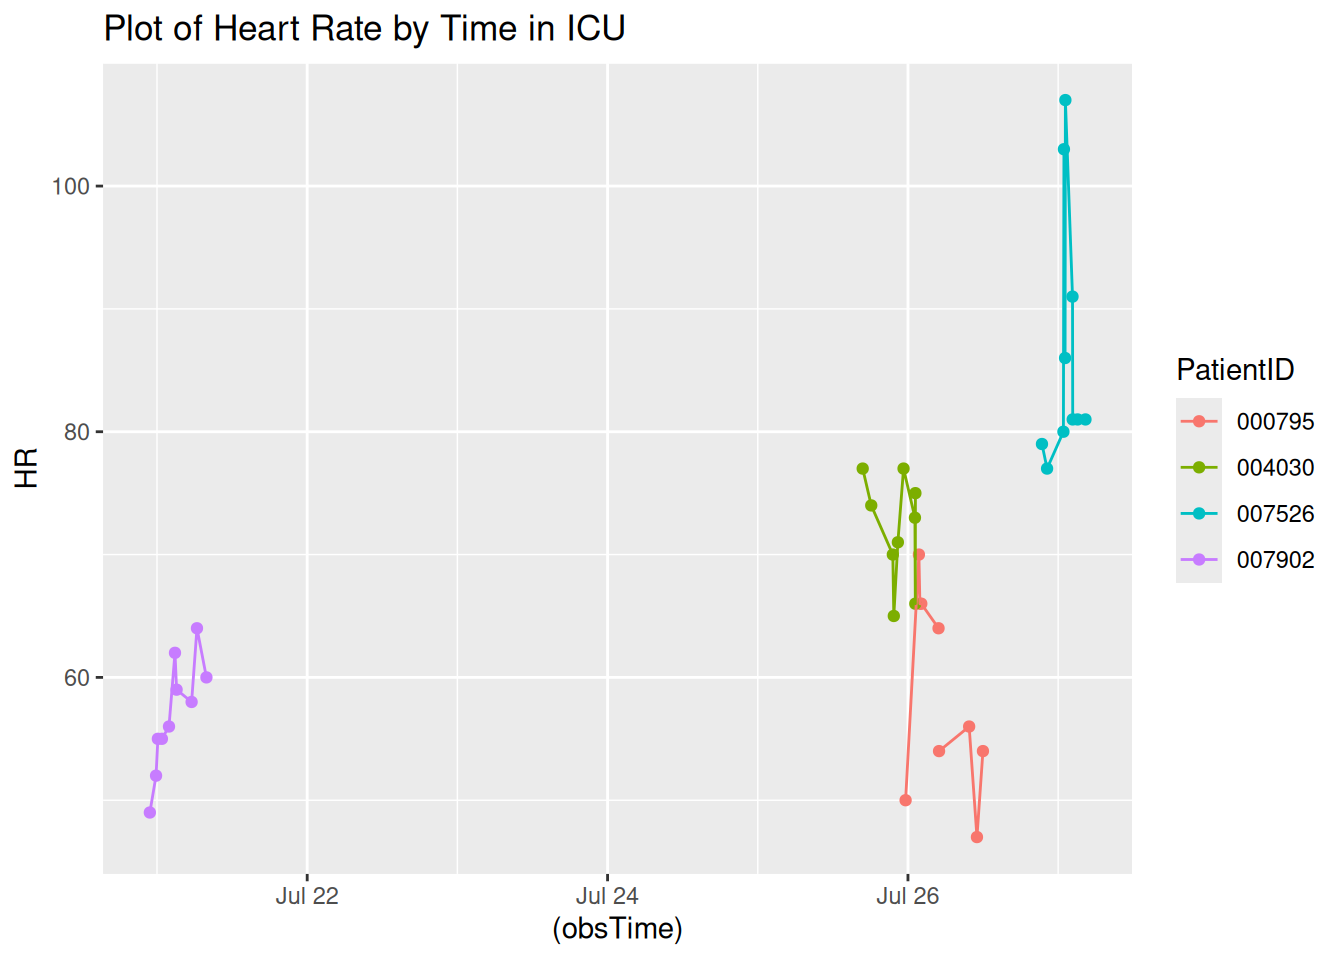 Plot of Heart Rate by Time in ICU
HR
100
80
60
Jul 22
Jul 24
Jul 26
(obsTime)
PatientID
000795
004030
007526
007902